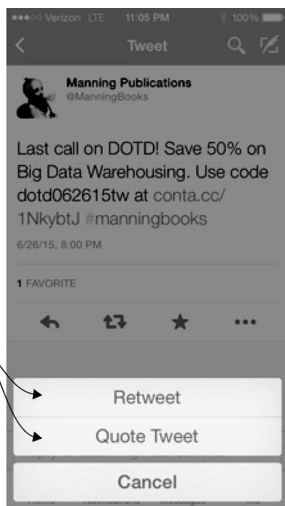 Verizon LTE 11:05 PM 100%
Tweet
Manning Publications
@ManningBooks
Last call on DOTD! Save 50% on
Big Data Warehousing. Use code
dotd062615tw at conta.cc/
1NkybtJ #manningbooks
6/26/15, 8:00 PM
1 FAVORITE
Retweet
Quote Tweet
Cancel